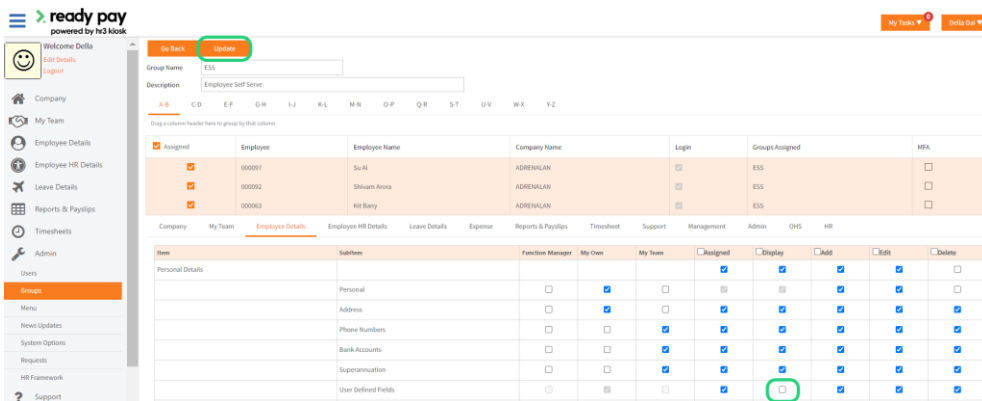 ready pay
powered by hr3 kiosk
My Tasks ▼ 0
Della Dai ▼
Welcome Della
Edit Details
Logout
Company
My Team
Employee Details
Employee HR Details
Leave Details
Reports & Payslips
Timesheets
Admin
Users
Groups
Menu
News Updates
System Options
Requests
HR Framework
Support
Go Back Update
Group Name ESS
Description Employee Self Serve
A-B C-D E-F G-H I-J K-L M-N O-P Q-R S-T U-V W-X Y-Z
Drag a column header here to group by that column
Assigned Employee Employee Name Company Name Login Groups Assigned MFA
000097 Su Ai ADRENALAN ESS
000092 Shivam Arora ADRENALAN ESS
000063 Kit Bany ADRENALAN ESS
Company My Team Employee Details Employee HR Details Leave Details Expense Reports & Payslips Timesheet Support Management Admin OHS HR
Item SubItem Function Manager My Own My Team Assigned Display Add Edit Delete
Personal Details
Personal
Address
Phone Numbers
Bank Accounts
Superannuation
User Defined Fields